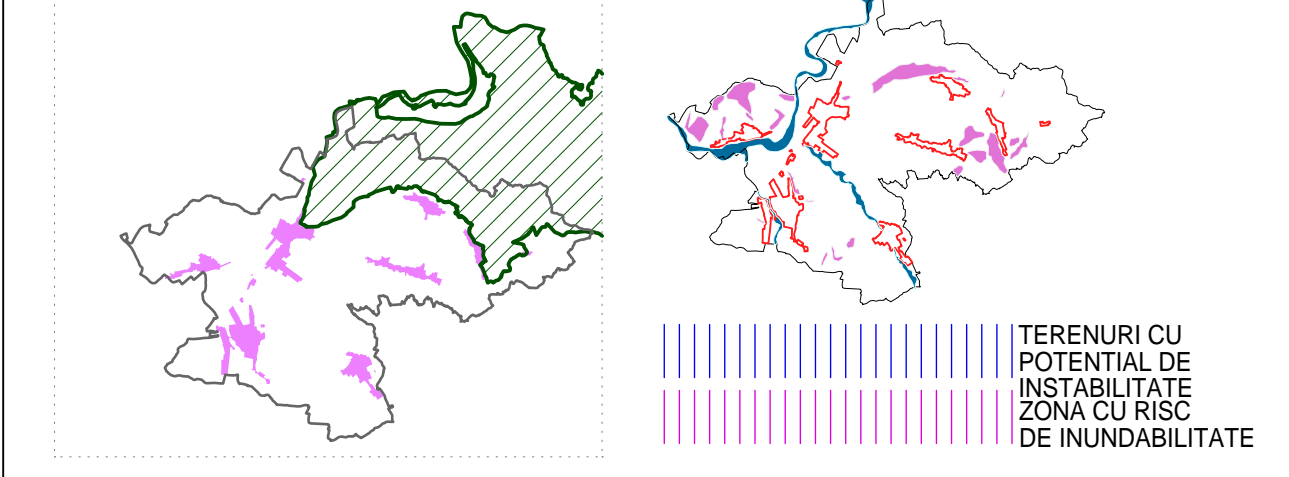 TERENURI CU
POTENTIAL DE
INSTABILITATE
ZONA CU RISC
DE INUNDABILITATE